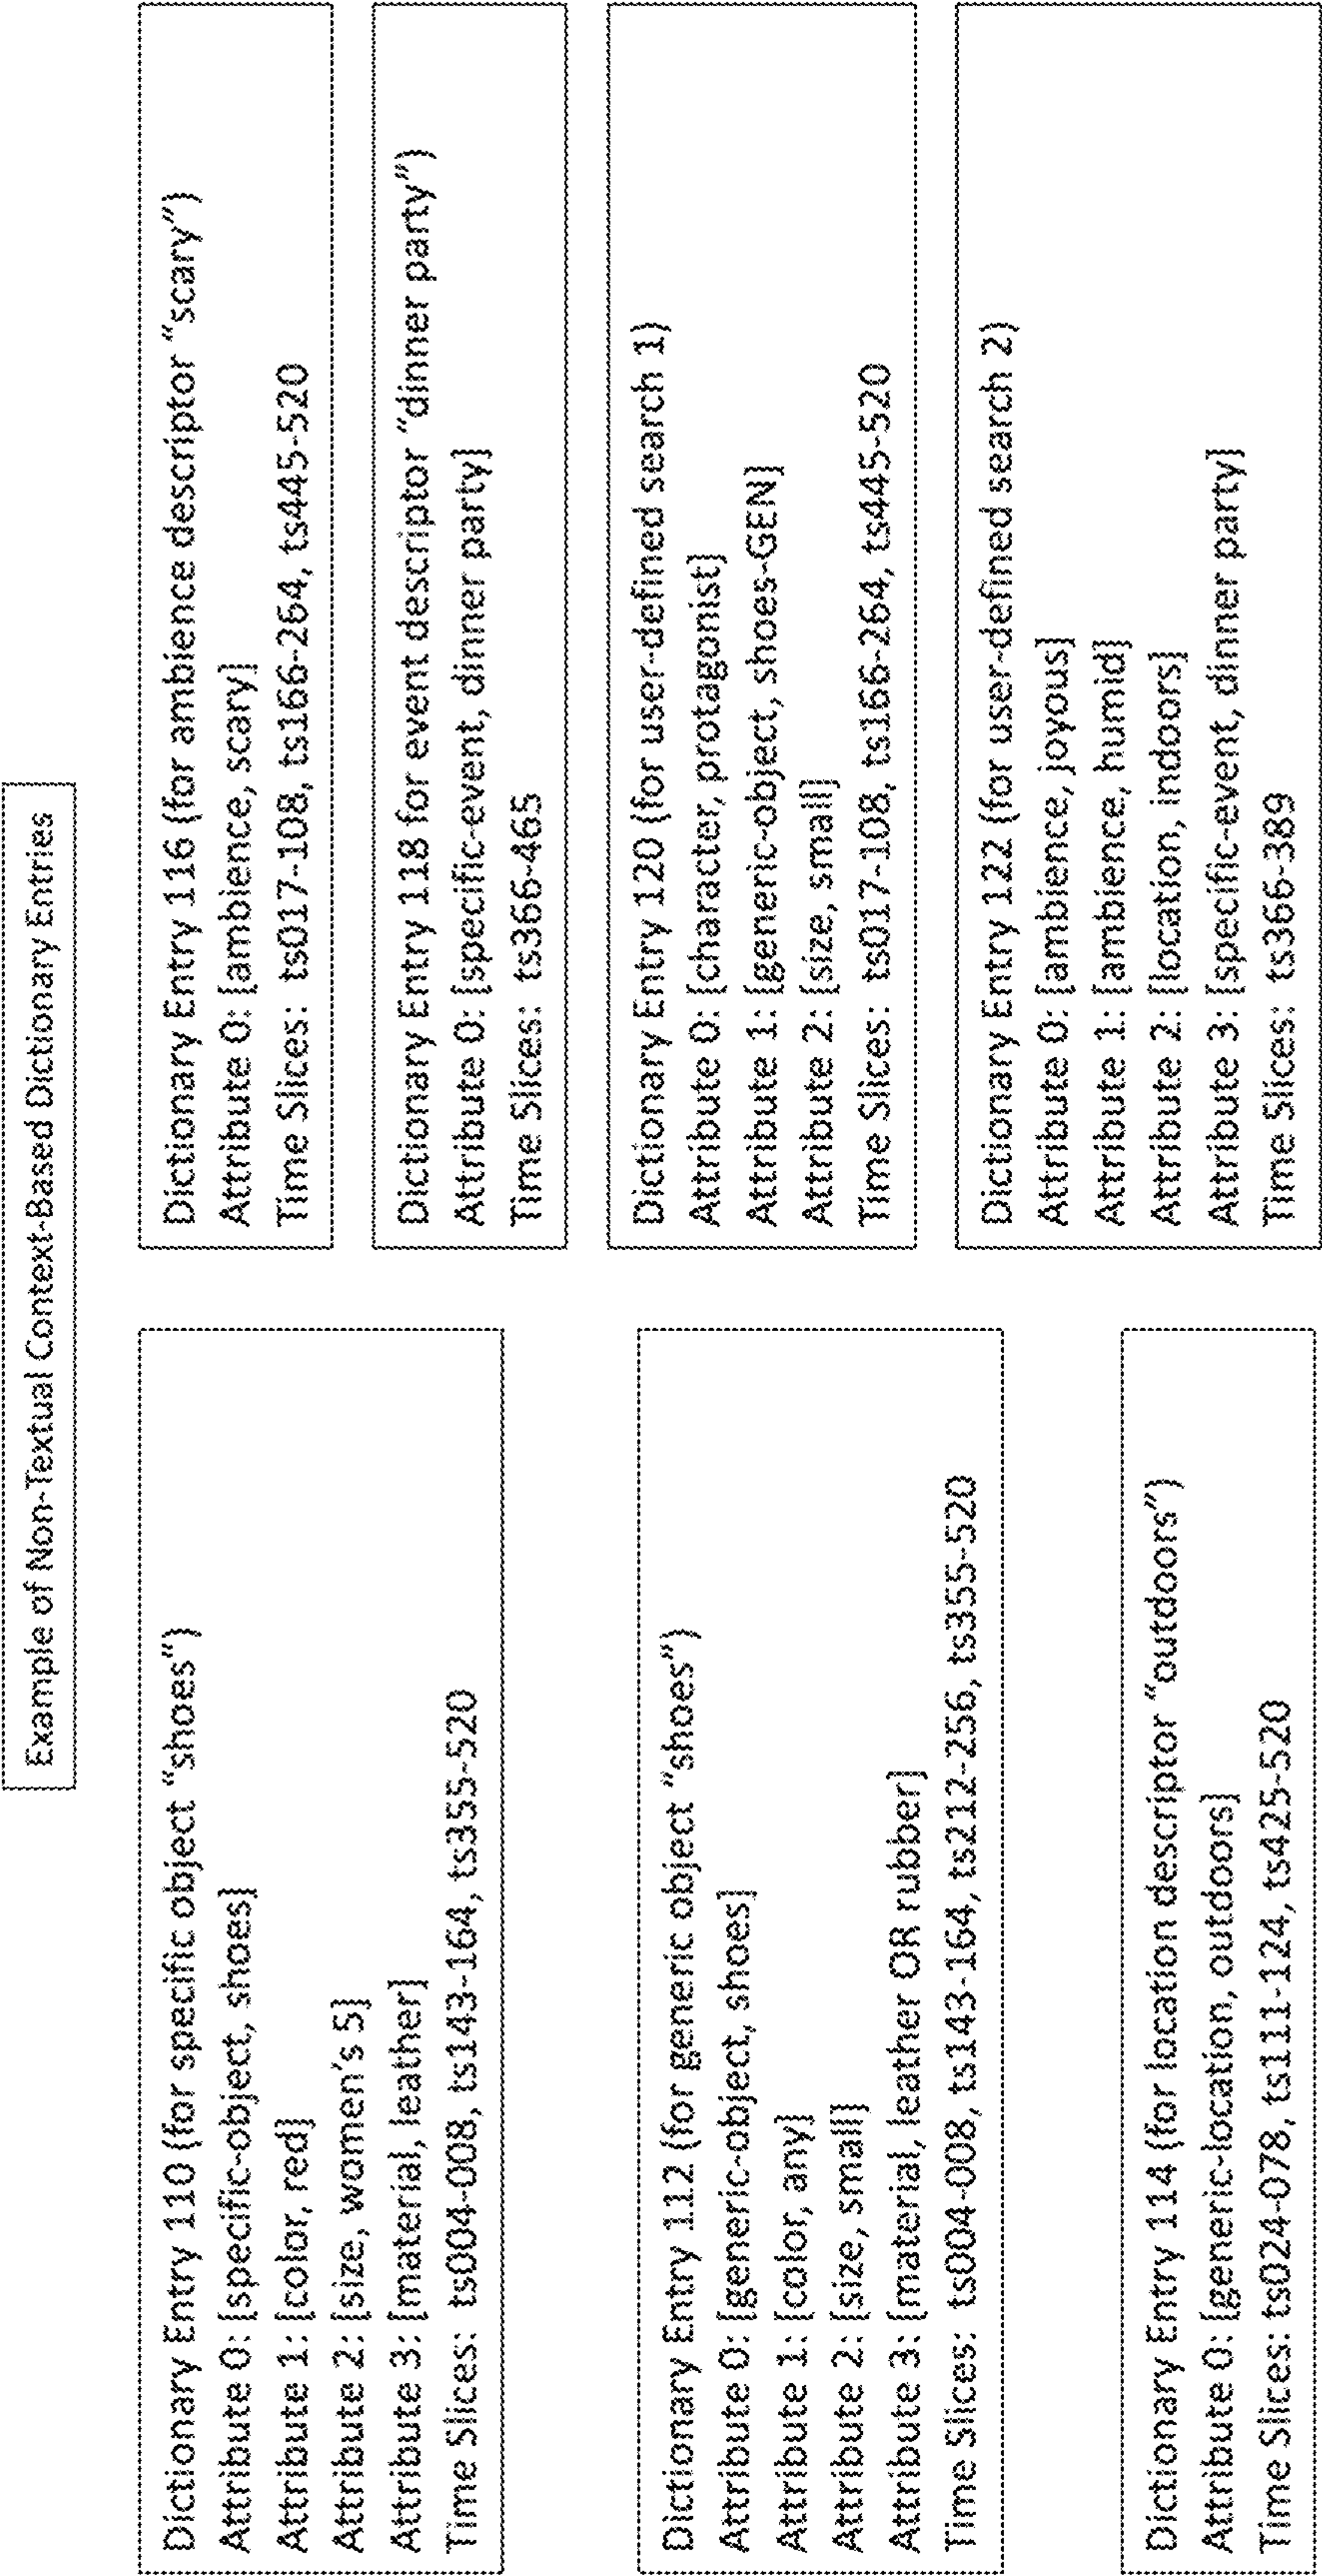 Example of Non-Textual Context-Based Dictionary Entries
Dictionary Entry 110 (for specific object “shoes”)
Attribute 0: [specific-object, shoes]
Attribute 1: [color, red]
Attribute 2: [size, women's 5]
Attribute 3: [material, leather]
Time Slices: ts004-008, ts143-164, ts355-520
Dictionary Entry 112 (for generic object “shoes”)
Attribute 0: [generic-object, shoes]
Attribute 1: [color, any]
Attribute 2: [size, small]
Attribute 3: [material, leather OR rubber]
Time Slices: ts004-008, ts143-164, ts212-256, ts355-520
Dictionary Entry 114 (for location descriptor “outdoors”)
Attribute 0: [generic-location, outdoors]
Time Slices: ts024-078, ts111-124, ts425-520
Dictionary Entry 116 (for ambience descriptor “scary”)
Attribute 0: [ambience, scary]
Time Slices: ts017-108, ts166-264, ts445-520
Dictionary Entry 118 for event descriptor “dinner party”)
Attribute 0: [specific-event, dinner party]
Time Slices: ts366-465
Dictionary Entry 120 (for user-defined search 1)
Attribute 0: [character, protagonist]
Attribute 1: [generic-object, shoes-GEN]
Attribute 2: [size, small]
Time Slices: ts017-108, ts166-264, ts445-520
Dictionary Entry 122 (for user-defined search 2)
Attribute 0: [ambience, joyous]
Attribute 1: [ambience, humid]
Attribute 2: [location, indoors]
Attribute 3: [specific-event, dinner party]
Time Slices: ts366-389